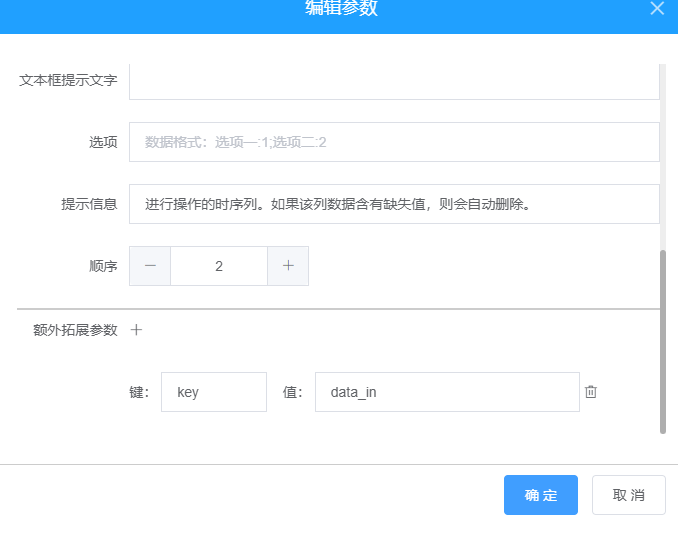 编辑参数
文本框提示文字
选项 数据格式：选项一:1;选项二:2
提示信息 进行操作的时序列。如果该列数据含有缺失值，则会自动删除。
顺序 2
额外拓展参数
键： key 值： data_in
确 定 取 消